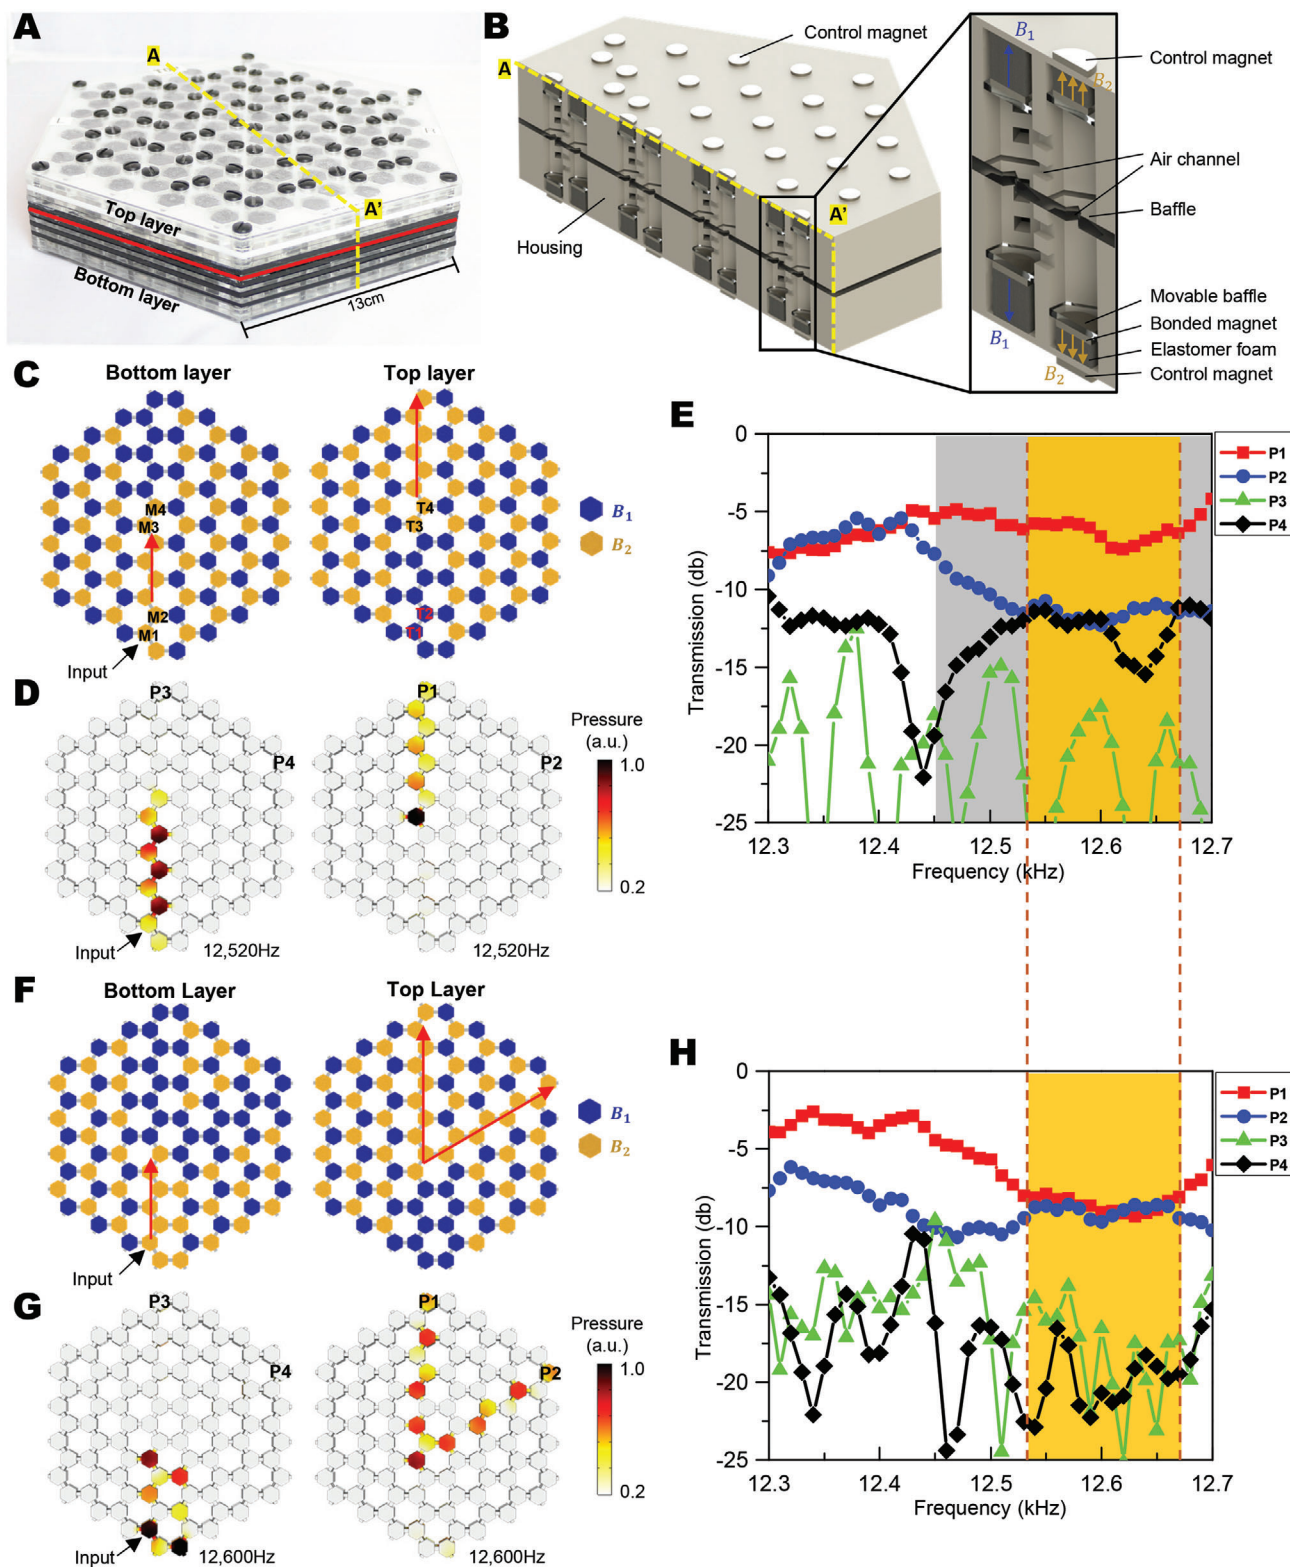 A
A
Top layer
A'
Bottom layer
13cm
B
Control magnet
A
A'
Housing
B1
Control magnet
B2
Air channel
Baffle
Movable baffle
Bonded magnet
Elastomer foam
Control magnet
B1
B2
C
Bottom layer
Top layer
M4
M3
M2
M1
Input
T4
T3
T2
T1
B1
B2
D
P3
P4
Input
12,520Hz
P1
P2
12,520Hz
Pressure
(a.u.)
1.0
0.2
E
Transmission (db)
0
-5
-10
-15
-20
-25
12.3
12.4
12.5
12.6
12.7
Frequency (kHz)
P1
P2
P3
P4
F
Bottom Layer
Top Layer
Input
B1
B2
G
P3
P4
Input
12,600Hz
P1
P2
12,600Hz
Pressure
(a.u.)
1.0
0.2
H
Transmission (db)
0
-5
-10
-15
-20
-25
12.3
12.4
12.5
12.6
12.7
Frequency (kHz)
P1
P2
P3
P4